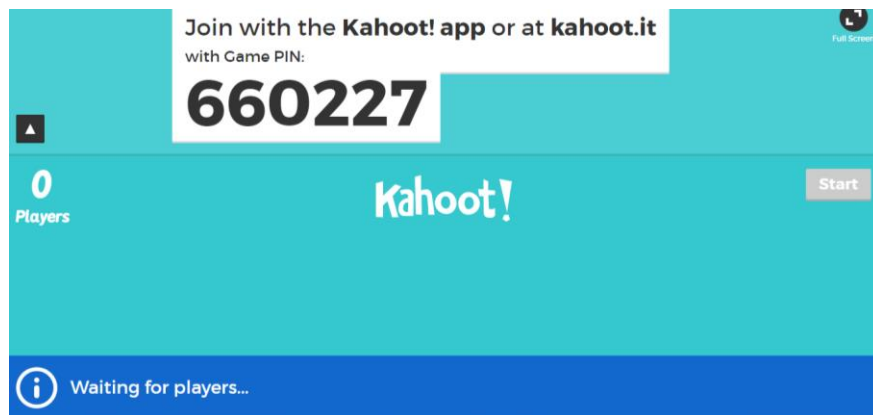 Join with the Kahoot! app or at kahoot.it
with Game PIN:
660227
Full Screen
0
Players
Kahoot!
Start
Waiting for players...